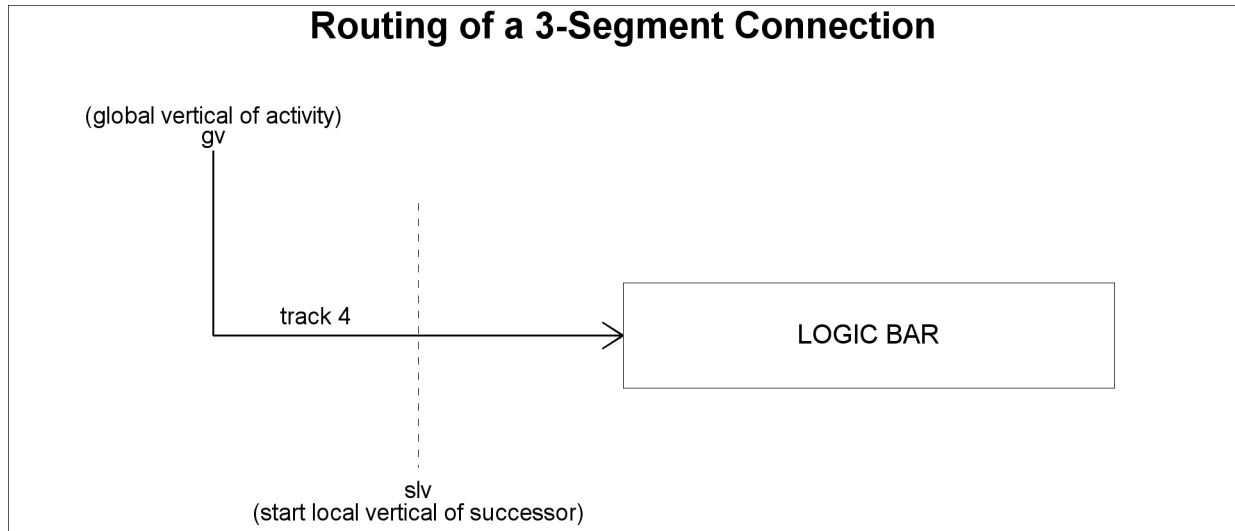 Routing of a 3-Segment Connection
(global vertical of activity)
gv
track 4
LOGIC BAR
slv
(start local vertical of successor)